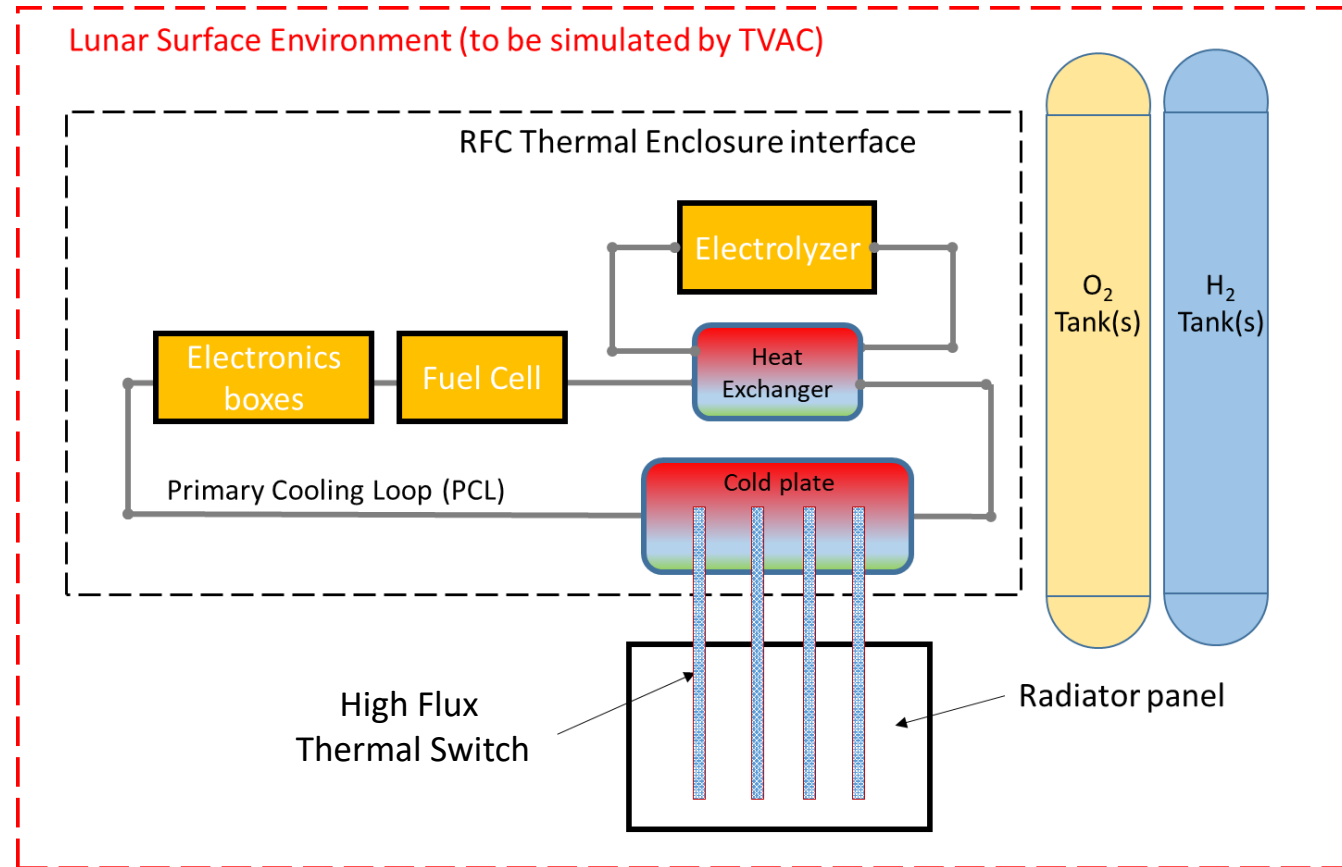 Lunar Surface Environment (to be simulated by TVAC)
RFC Thermal Enclosure interface
Electrolyzer
O₂
Tank(s)
H₂
Tank(s)
Electronics
boxes
Fuel Cell
Heat
Exchanger
Primary Cooling Loop (PCL)
Cold plate
High Flux
Thermal Switch
Radiator panel